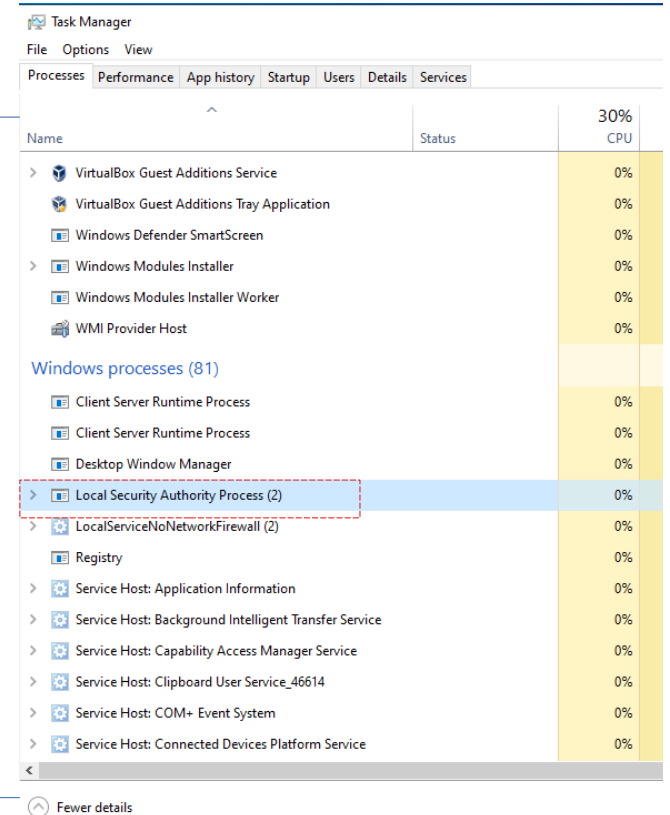 Task Manager
File Options View
Processes Performance App history Startup Users Details Services
30%
Name Status CPU
VirtualBox Guest Additions Service 0%
VirtualBox Guest Additions Tray Application 0%
Windows Defender SmartScreen 0%
Windows Modules Installer 0%
Windows Modules Installer Worker 0%
WMI Provider Host 0%
Windows processes (81)
Client Server Runtime Process 0%
Client Server Runtime Process 0%
Desktop Window Manager 0%
Local Security Authority Process (2) 0%
LocalServiceNoNetworkFirewall (2) 0%
Registry 0%
Service Host: Application Information 0%
Service Host: Background Intelligent Transfer Service 0%
Service Host: Capability Access Manager Service 0%
Service Host: Clipboard User Service_46614 0%
Service Host: COM+ Event System 0%
Service Host: Connected Devices Platform Service 0%
Fewer details